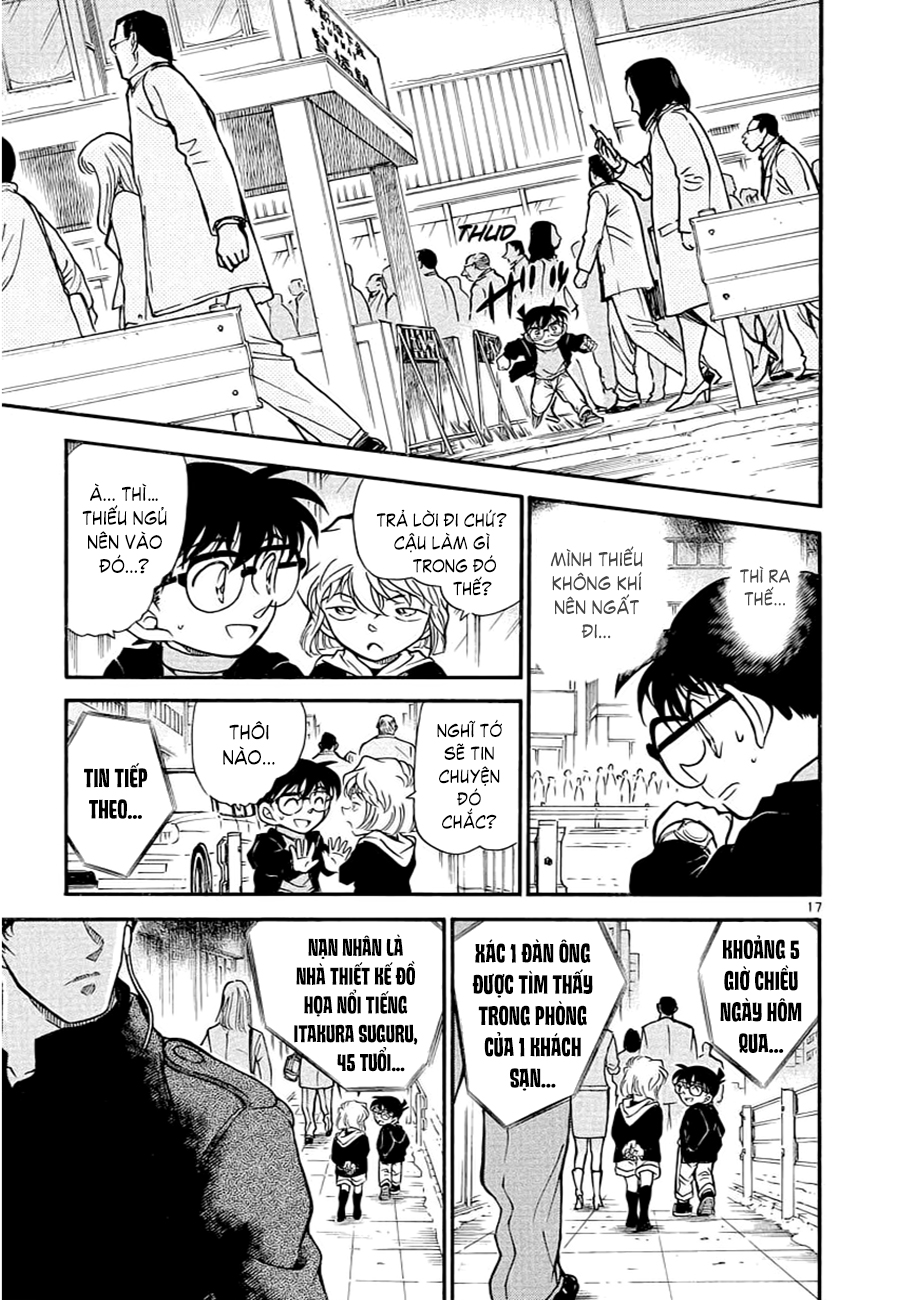 THUD
THÌ RA
THẾ...
MÌNH THIẾU
KHÔNG KHÍ
NÊN NGẤT
ĐI...
TRẢ LỜI ĐI CHỨ?
CẬU LÀM GÌ
TRONG ĐÓ
THẾ?
À... THÌ...
THIẾU NGỦ
NÊN VÀO
ĐÓ...?
NGHĨ TỚ
SẼ TIN
CHUYỆN
ĐÓ
CHẮC?
THÔI
NÀO...
TIN TIẾP
THEO...
17
KHOẢNG 5
GIỜ CHIỀU
NGÀY HÔM
QUA...
XÁC 1 ĐÀN ÔNG
ĐƯỢC TÌM THẤY
TRONG PHÒNG
CỦA 1 KHÁCH
SẠN...
NẠN NHÂN LÀ
NHÀ THIẾT KẾ ĐỒ
HỌA NỔI TIẾNG
ITAKURA SUGURU,
45 TUỔI...